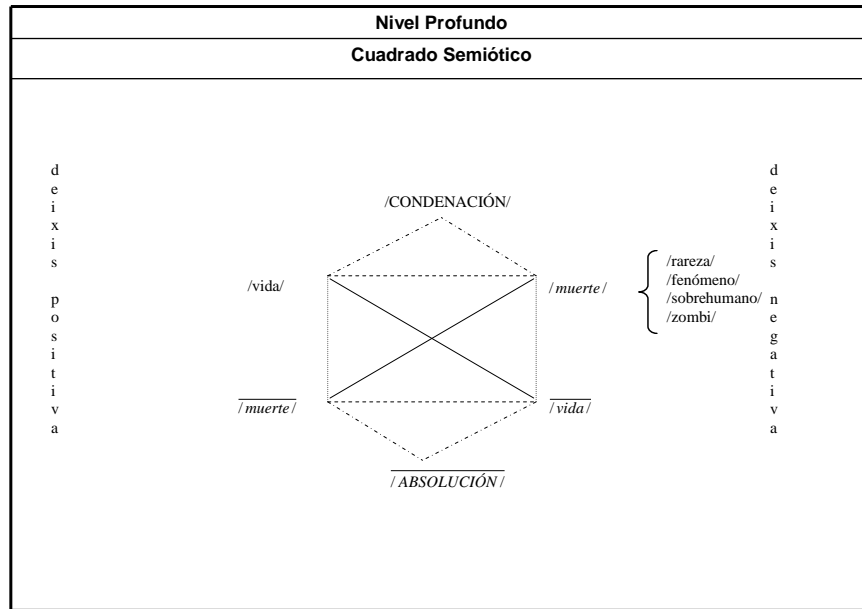 Nivel Profundo
Cuadrado Semiótico
deixis positiva
/CONDENACIÓN/
/vida/
/muerte/
/rareza/
/fenómeno/
/sobrehumano/
/zombi/
/muerte/
/vida/
/ABSOLUCIÓN/
deixis negativa